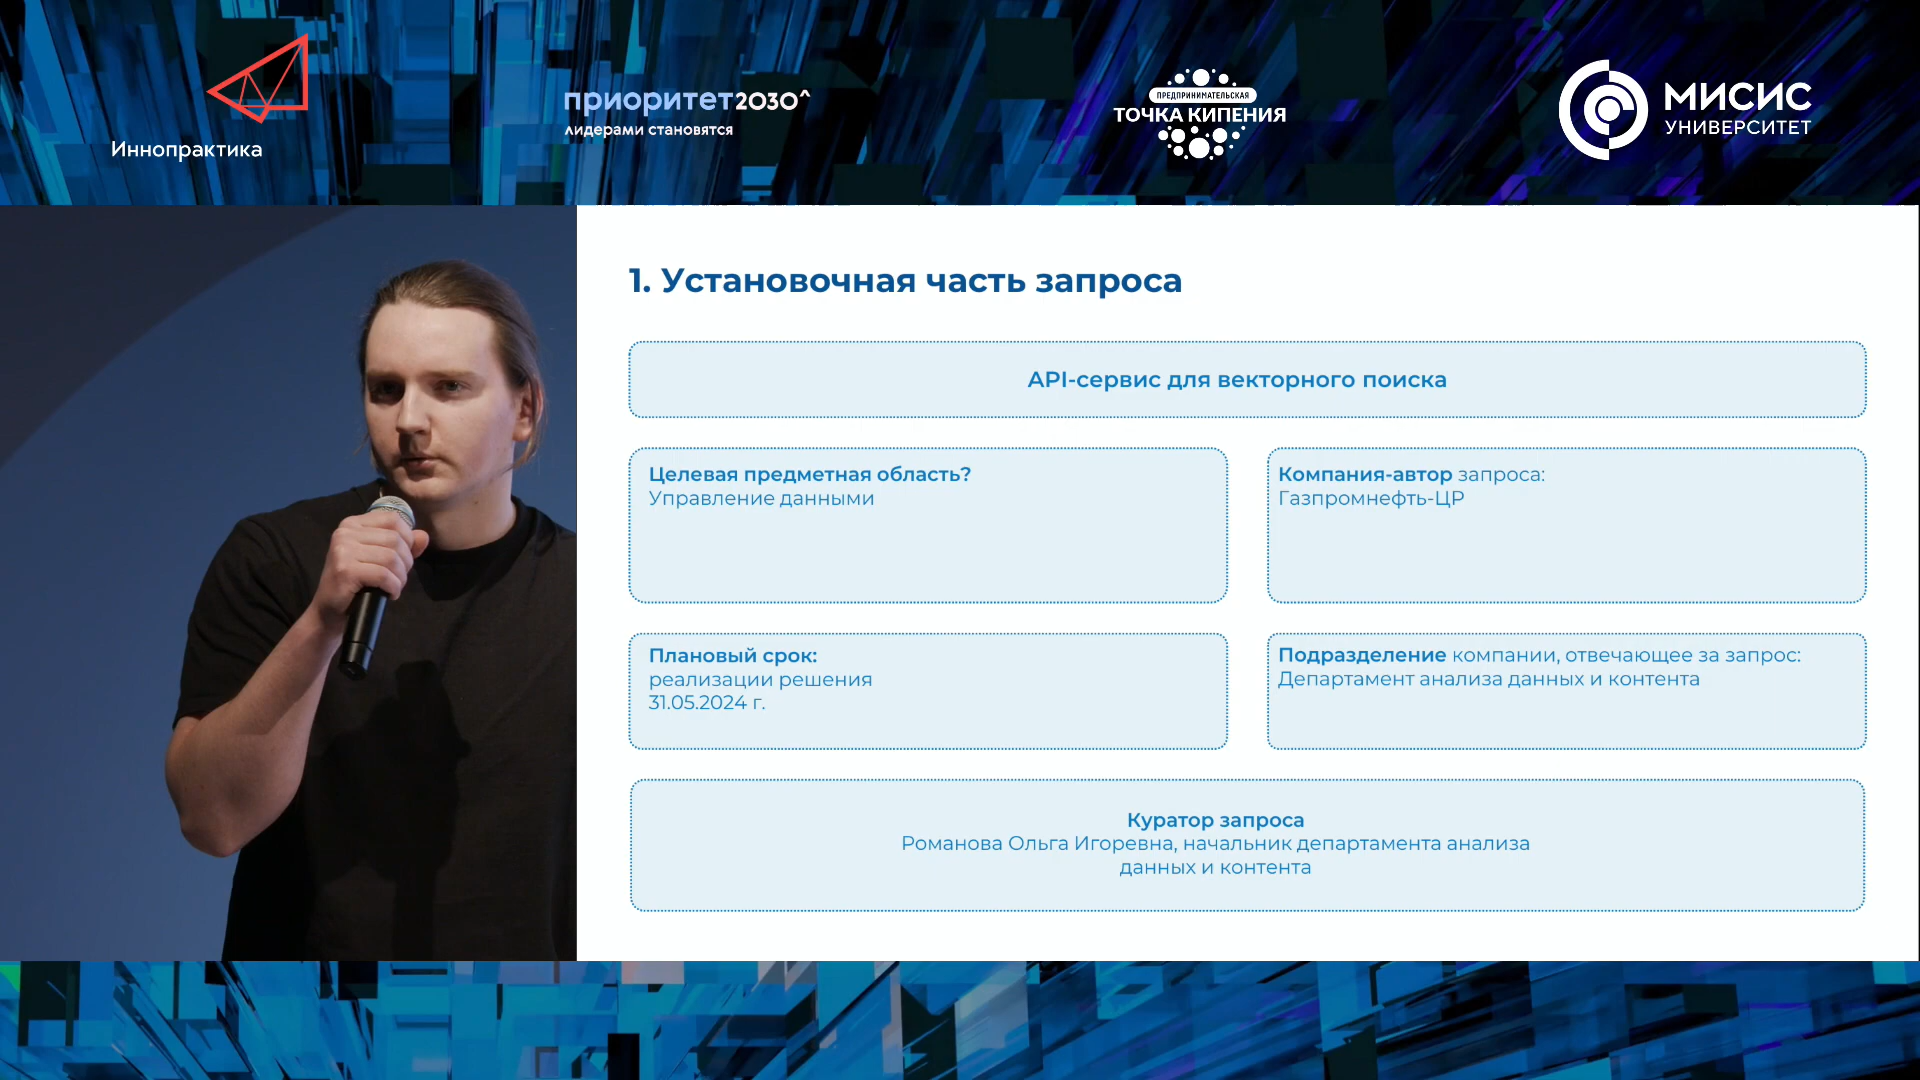 Иннопрактика
приоритет2030^
лидерами становятся
ПРЕДПРИНИМАТЕЛЬСКАЯ
ТОЧКА КИПЕНИЯ
МИСИС
УНИВЕРСИТЕТ
1. Установочная часть запроса
API-сервис для векторного поиска
Целевая предметная область?
Управление данными
Компания-автор запроса:
Газпромнефть-ЦР
Плановый срок:
реализации решения
31.05.2024 г.
Подразделение компании, отвечающее за запрос:
Департамент анализа данных и контента
Куратор запроса
Романова Ольга Игоревна, начальник департамента анализа
данных и контента